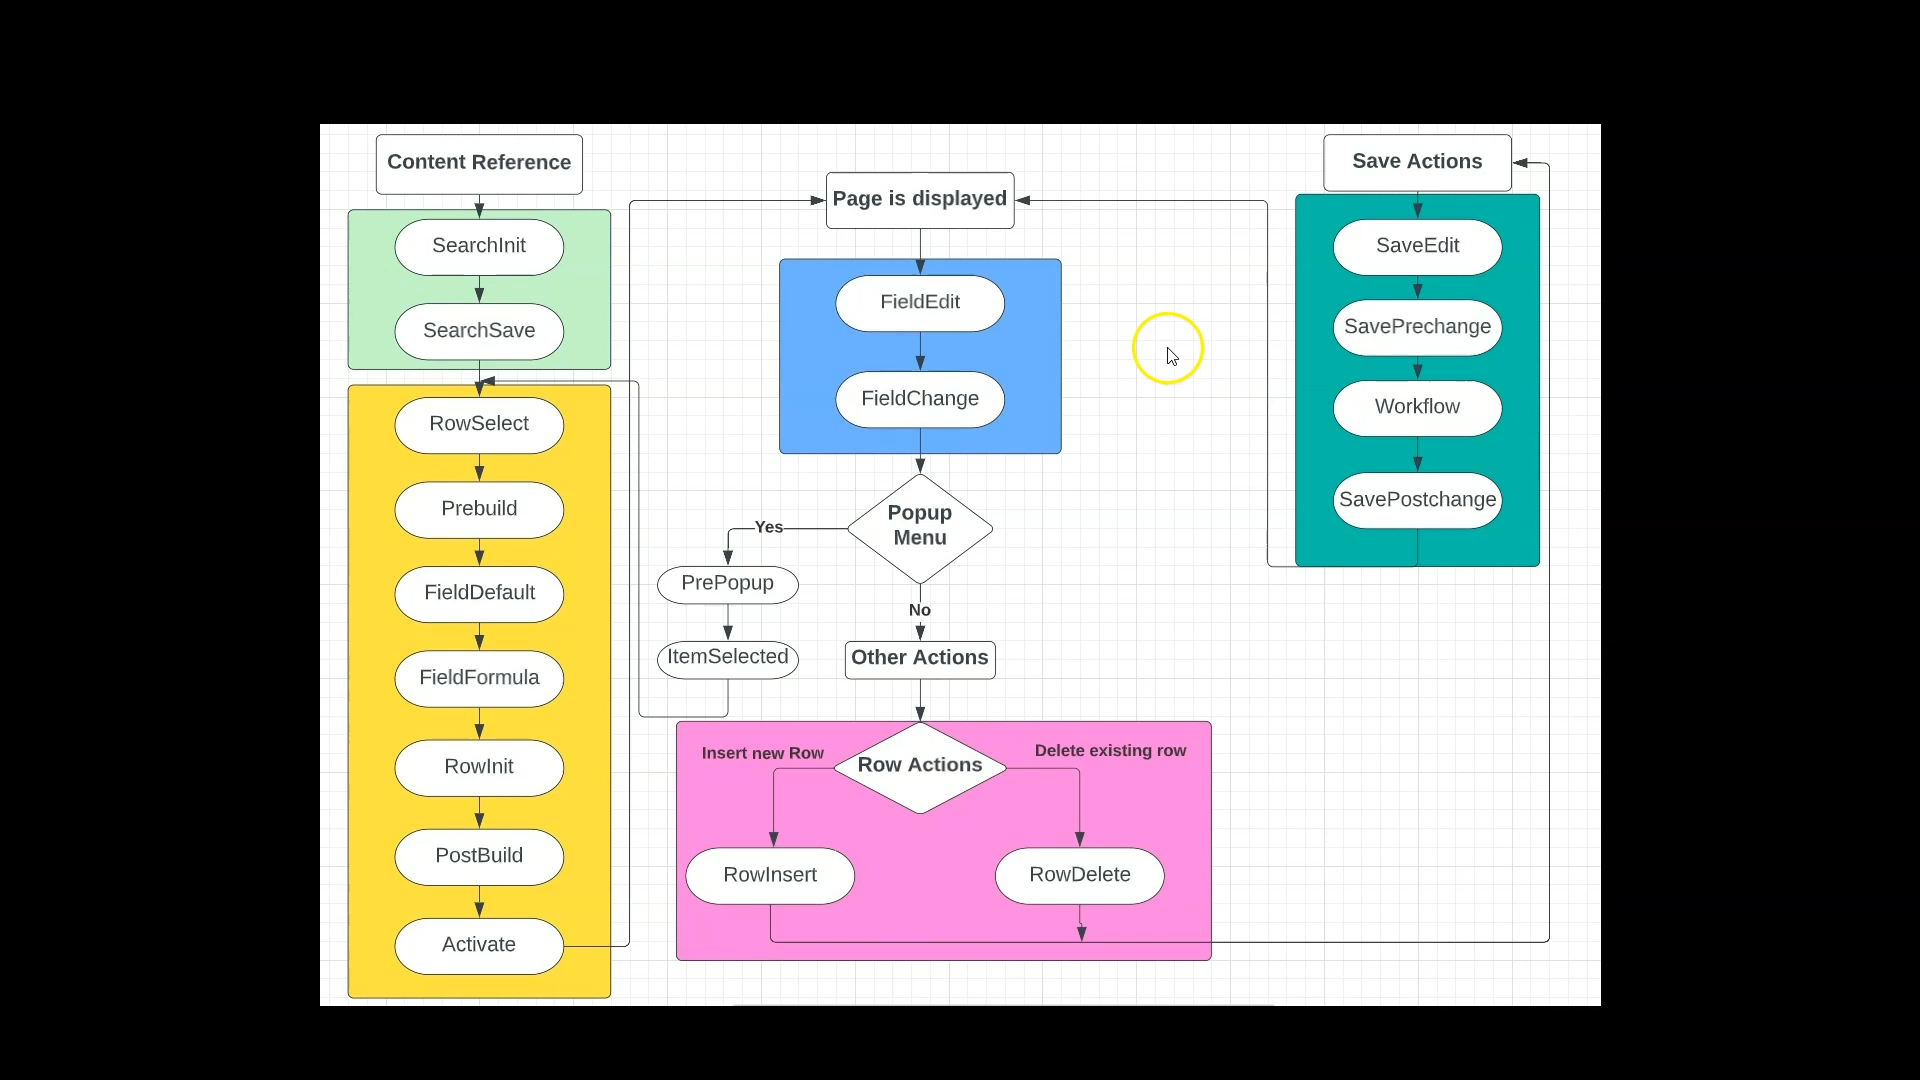 Content Reference
SearchInit
SearchSave
RowSelect
Prebuild
FieldDefault
FieldFormula
RowInit
PostBuild
Activate
Page is displayed
FieldEdit
FieldChange
Popup
Menu
Yes
PrePopup
ItemSelected
No
Other Actions
Row Actions
Insert new Row
Delete existing row
RowInsert
RowDelete
Save Actions
SaveEdit
SavePrechange
Workflow
SavePostchange